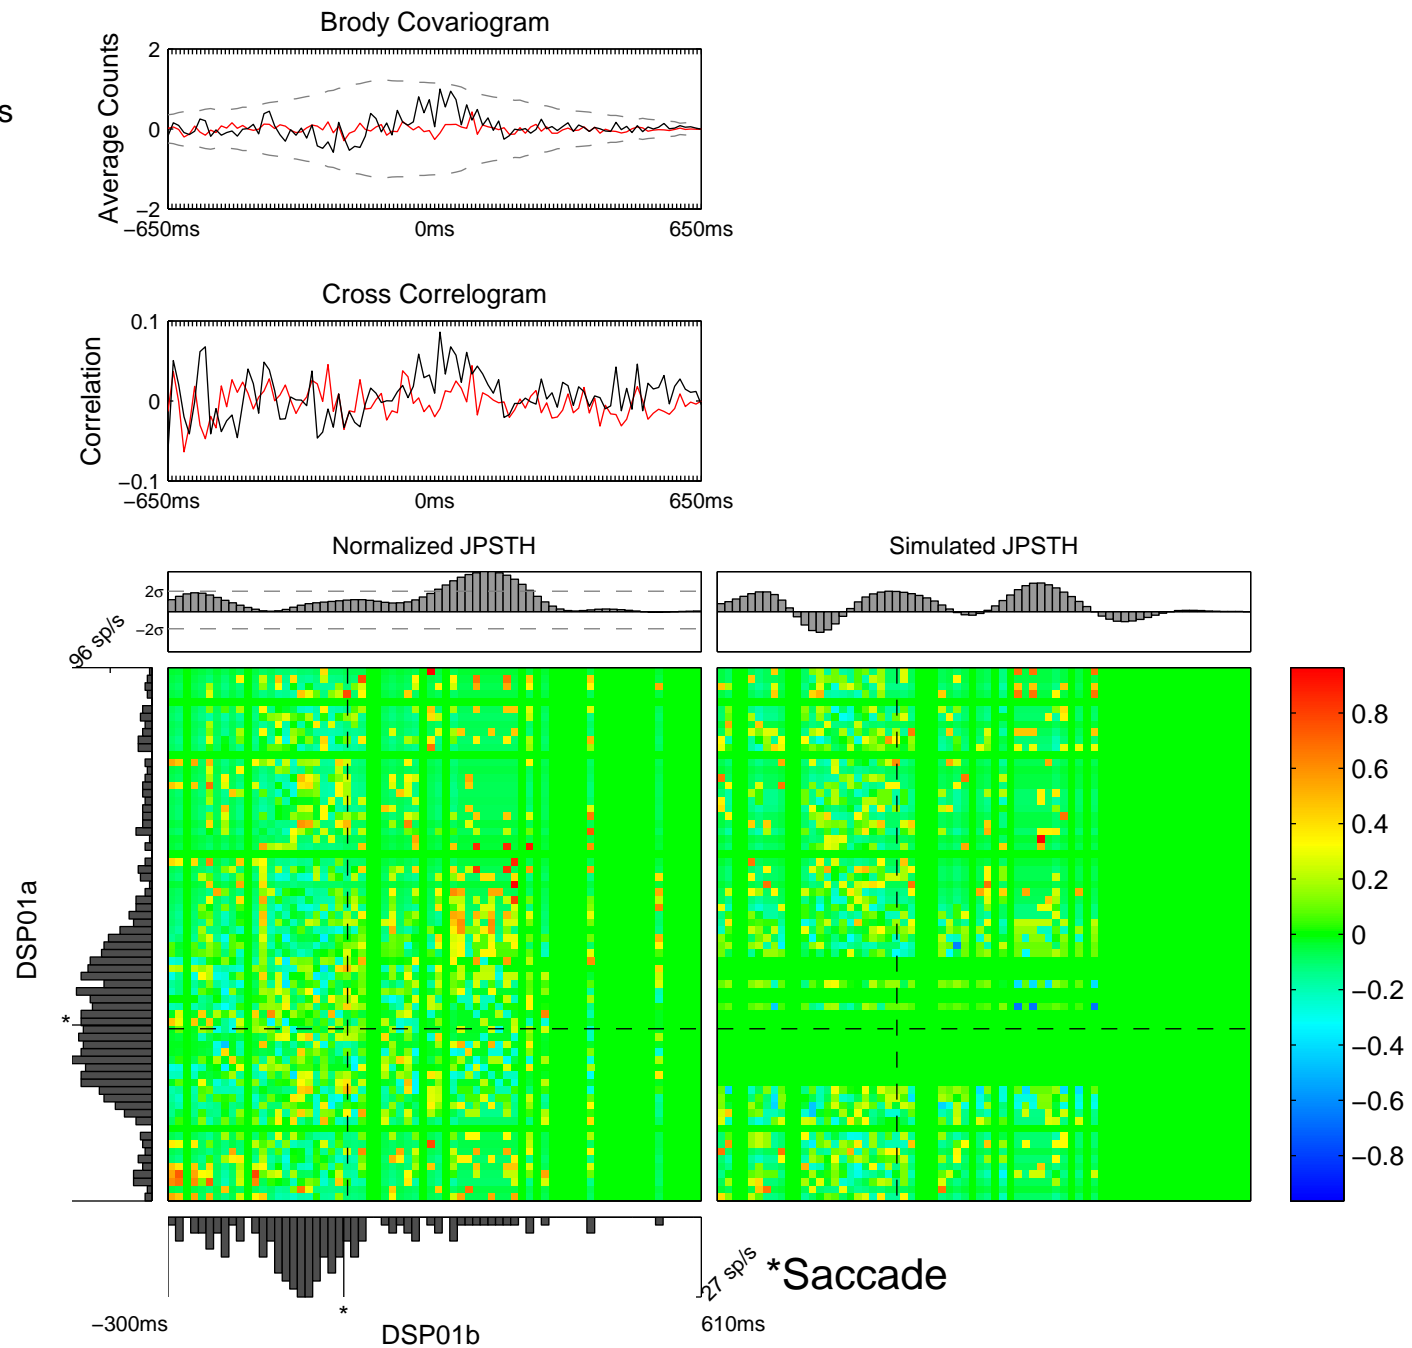 Brody Covariogram
s
Average Counts
2
0
−2
−650ms 0ms 650ms
Cross Correlogram
Correlation
0.1
0
−0.1
−650ms 0ms 650ms
Normalized JPSTH
Simulated JPSTH
2σ
−2σ
96 sp/s
DSP01a
*
0.8
0.6
0.4
0.2
0
−0.2
−0.4
−0.6
−0.8
27 sp/s
*Saccade
*
−300ms
DSP01b
610ms